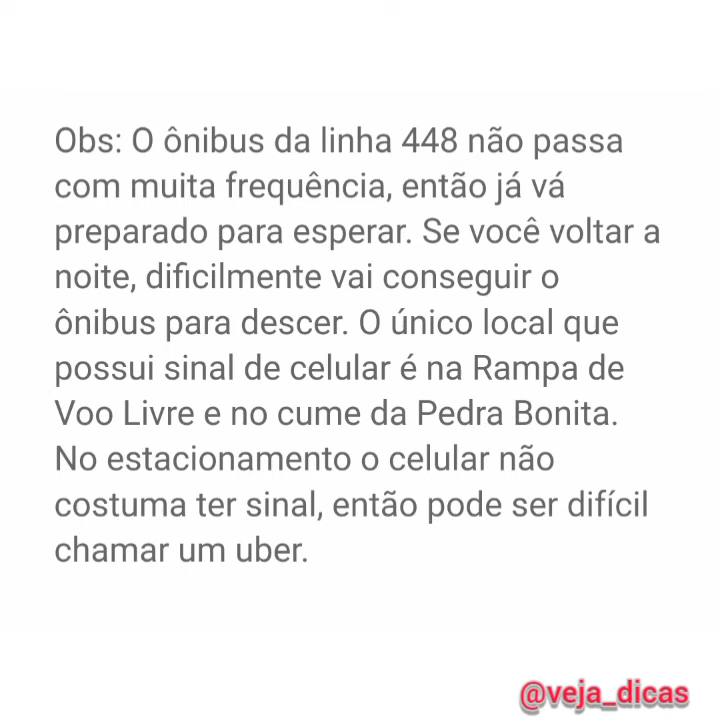 Obs: O ônibus da linha 448 não passa
com muita frequência, então já vá
preparado para esperar. Se você voltar a
noite, dificilmente vai conseguir o
ônibus para descer. O único local que
possui sinal de celular é na Rampa de
Voo Livre e no cume da Pedra Bonita.
No estacionamento o celular não
costuma ter sinal, então pode ser difícil
chamar um uber.
@veja_dicas